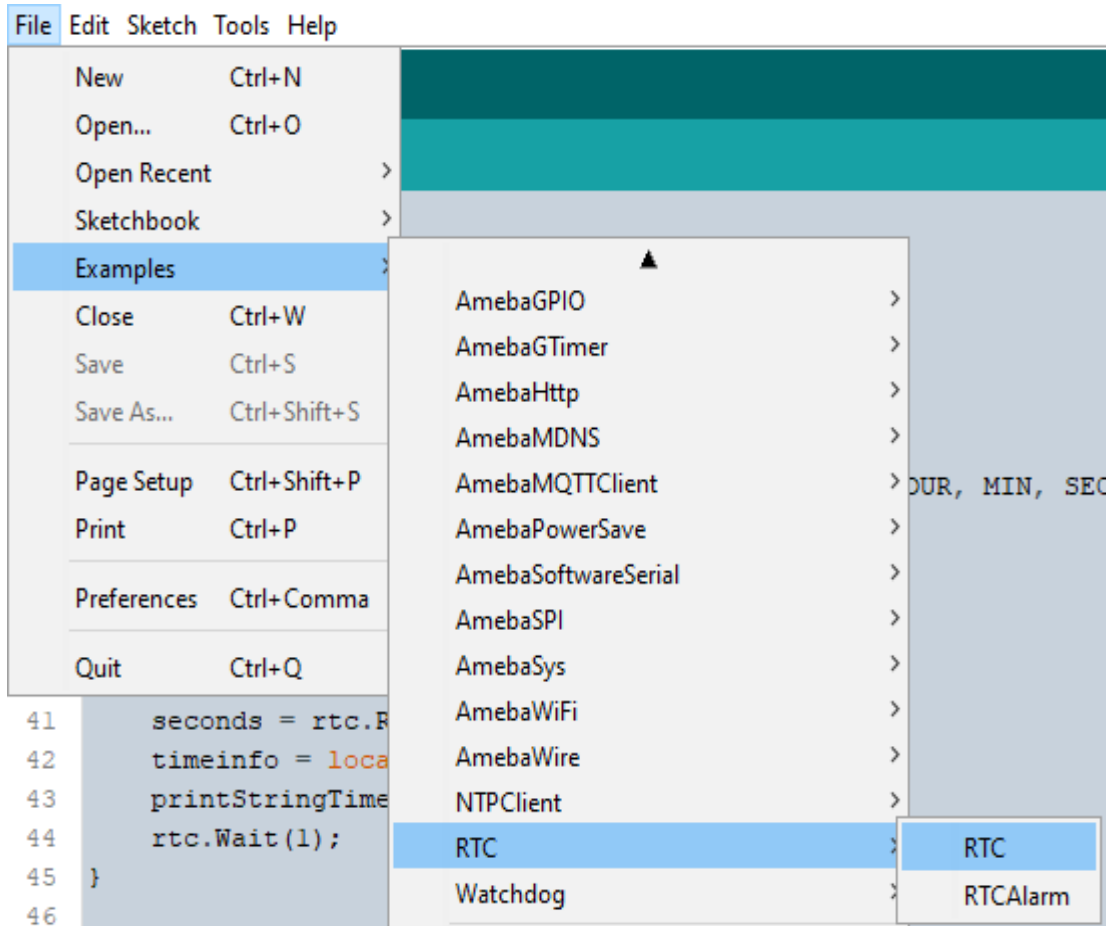 File Edit Sketch Tools Help
New Ctrl+N
Open... Ctrl+O
Open Recent
Sketchbook
Examples
Close Ctrl+W
Save Ctrl+S
Save As... Ctrl+Shift+S
Page Setup Ctrl+Shift+P
Print Ctrl+P
Preferences Ctrl+Comma
Quit Ctrl+Q
AmebaGPIO
AmebaGTimer
AmebaHttp
AmebaMDNS
AmebaMQTTClient
AmebaPowerSave
AmebaSoftwareSerial
AmebaSPI
AmebaSys
AmebaWiFi
AmebaWire
NTPClient
RTC
Watchdog
RTC
RTCAlarm
OUR, MIN, SEC
41 seconds = rtc.R
42 timeinfo = loca
43 printStringTime
44 rtc.Wait(1);
45 }
46